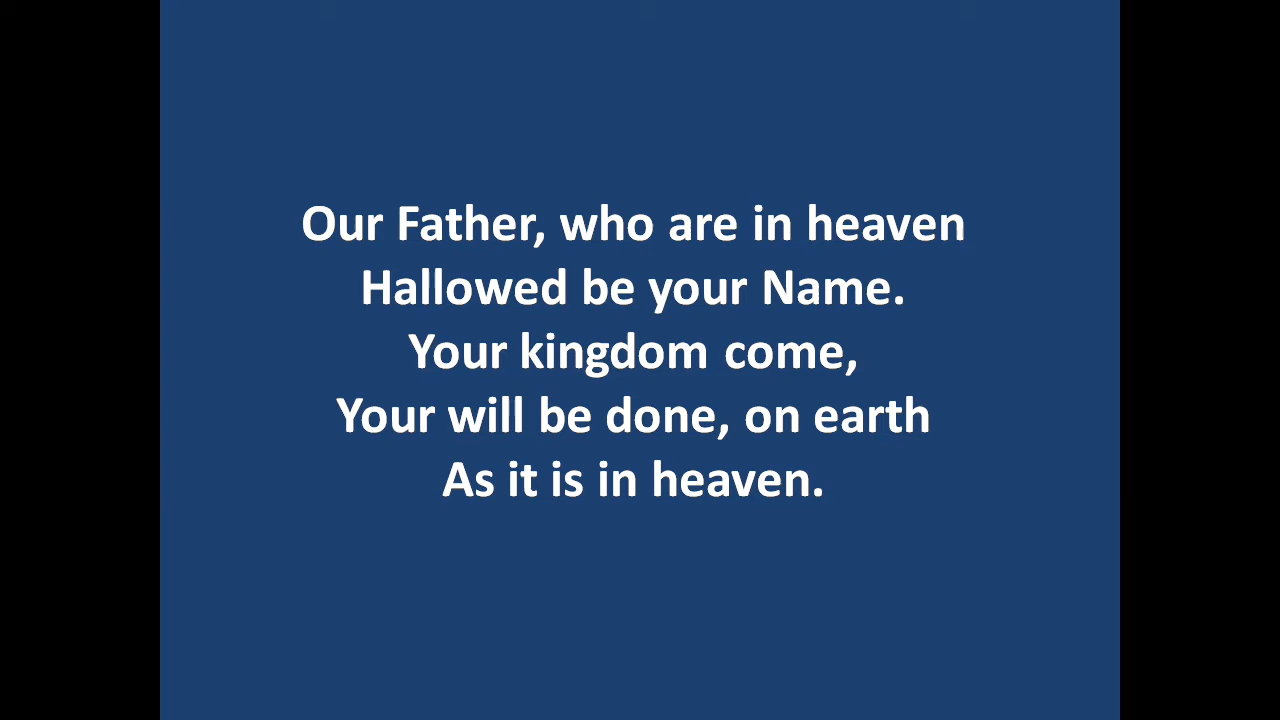 Our Father, who are in heaven
Hallowed be your Name.
Your kingdom come,
Your will be done, on earth
As it is in heaven.